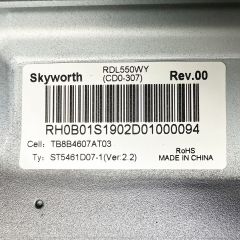 RDL550WY
Skyworth (CD0-307) Rev.00
RH0B01S1902D01000094
Cell: TB8B4607AT03
Ty: ST5461D07-1(Ver:2.2)
RoHS
MADE IN CHINA